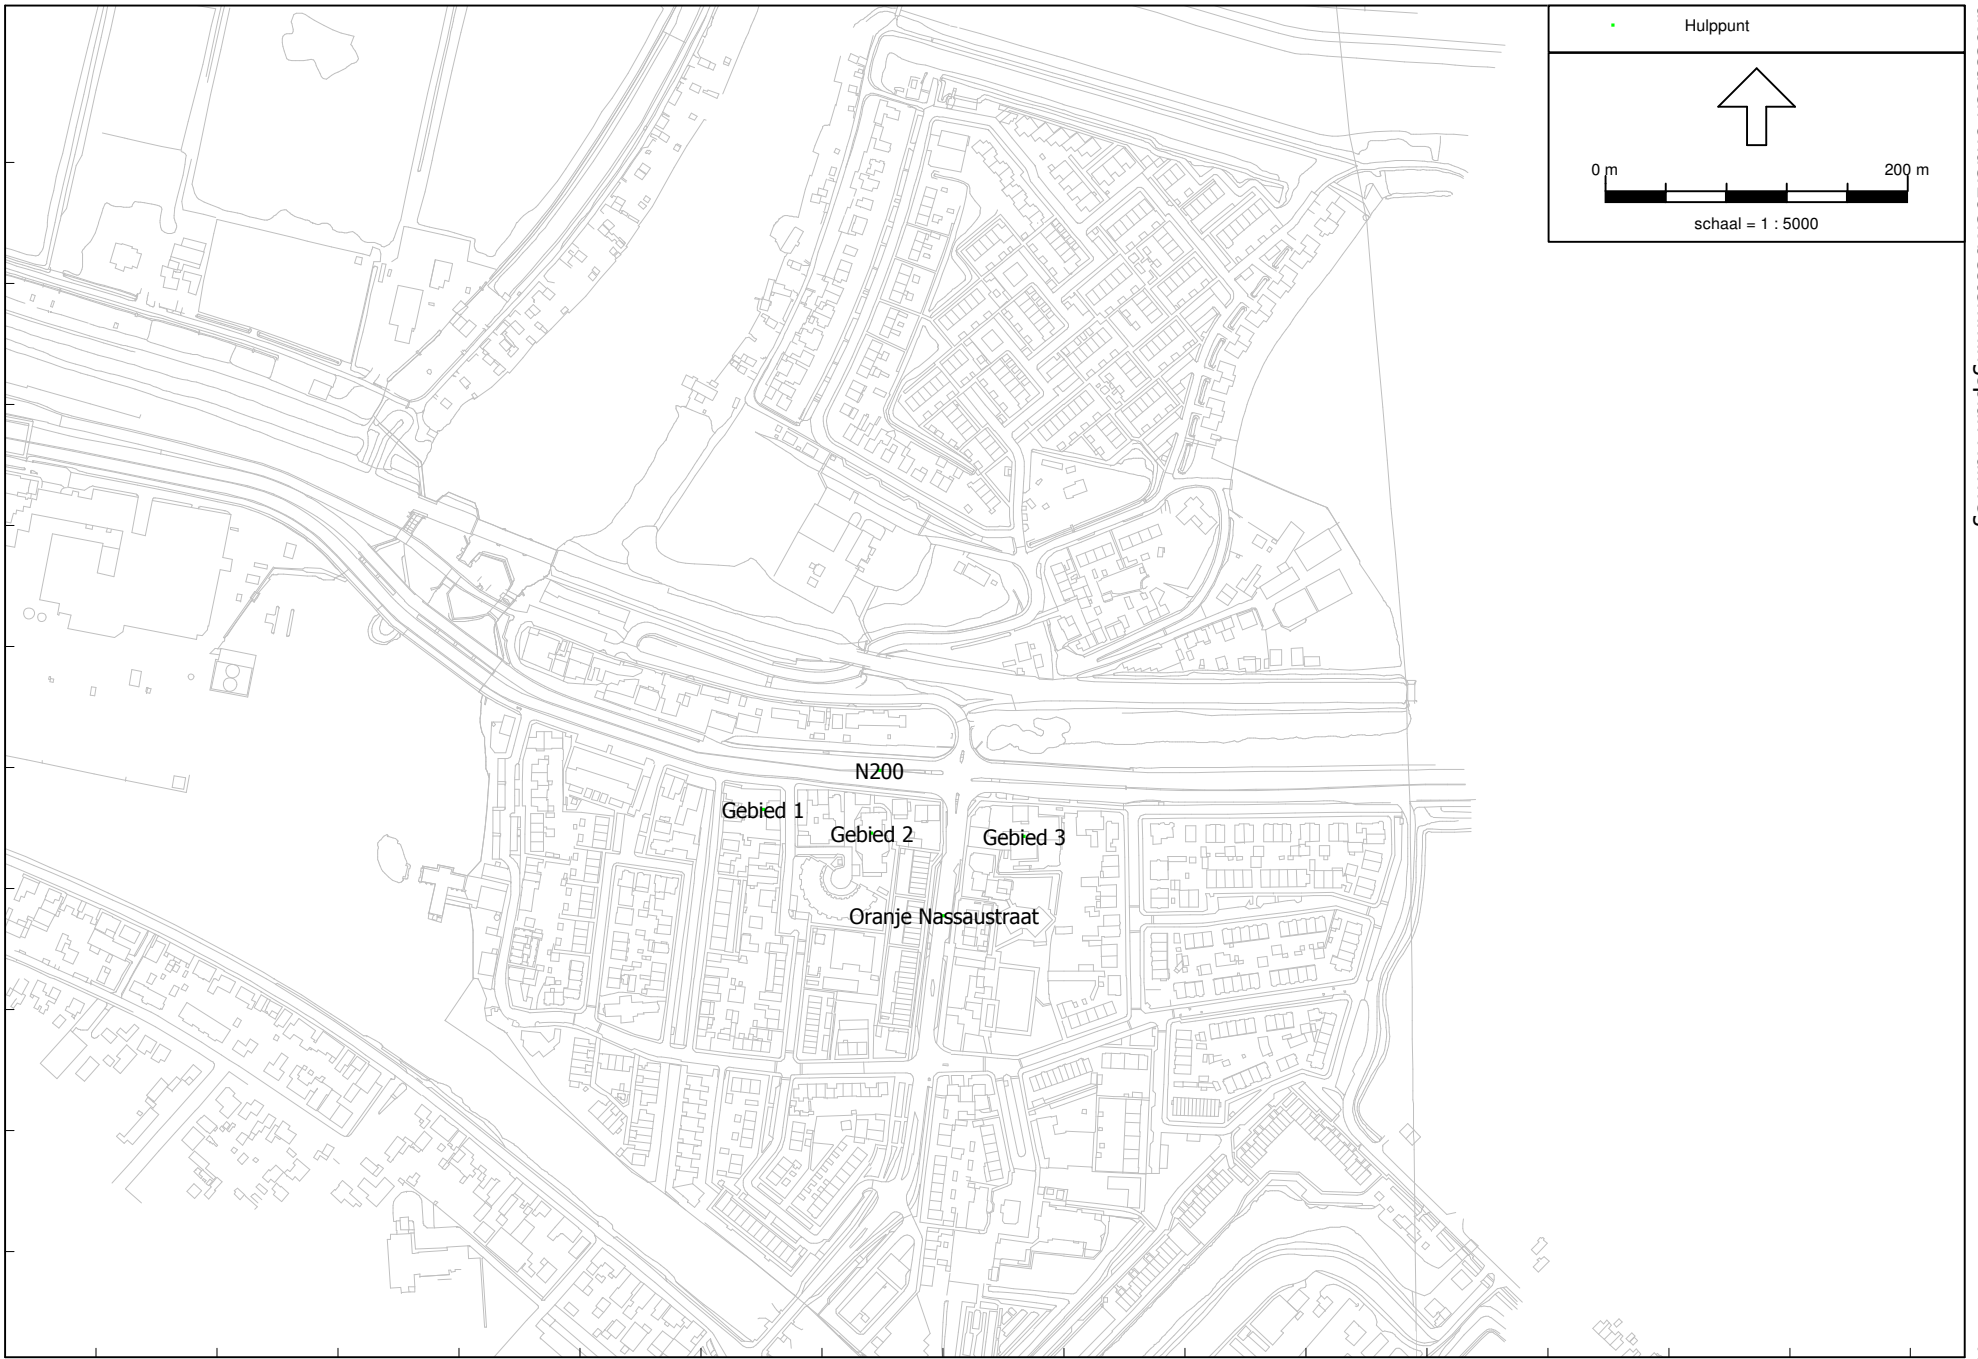 Hulppunt
0 m 200 m
schaal = 1 : 5000
N200
Gebied 1
Gebied 2
Gebied 3
Oranje Nassaustraat